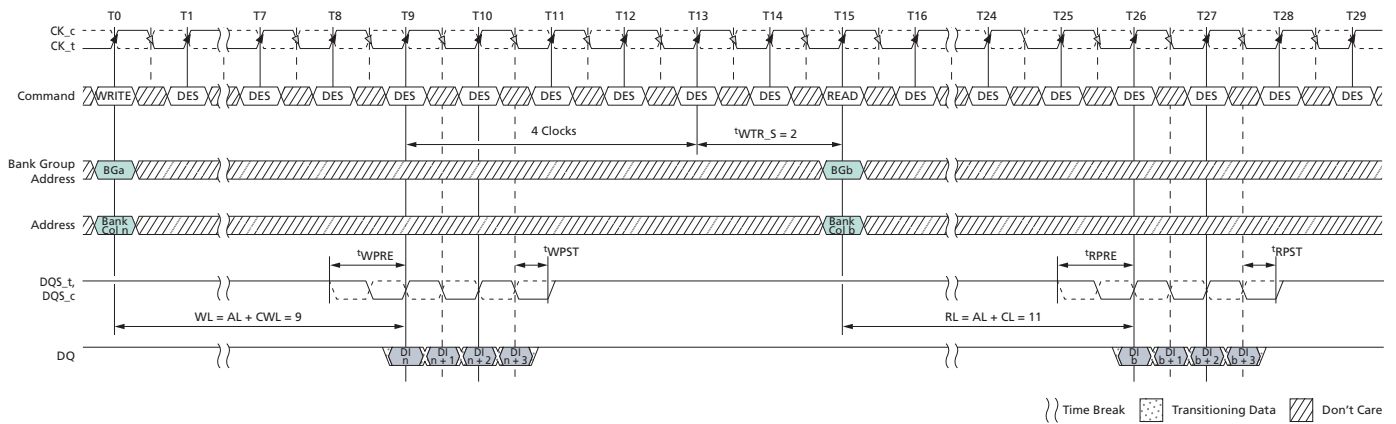 T0 T1 T7 T8 T9 T10 T11 T12 T13 T14 T15 T16 T24 T25 T26 T27 T28 T29
CK_c
CK_t
Command WRITE DES DES DES DES DES DES DES DES DES READ DES DES DES DES DES DES DES
4 Clocks tWTR_S = 2
Bank Group
Address BGa BGb
Address Bank
Col n Bank
Col b
tWPRE tWPST tRPRE tRPST
DQS_t,
DQS_c
WL = AL + CWL = 9 RL = AL + CL = 11
DQ DI
n DI
n + 1 DI
n + 2 DI
n + 3 DI
b DI
b + 1 DI
b + 2 DI
b + 3
Time Break Transitioning Data Don't Care